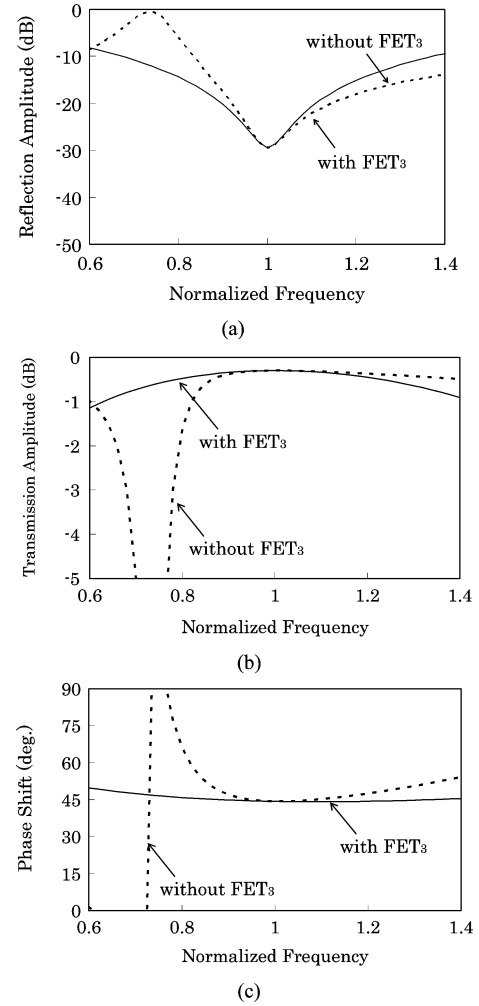 0
-10
-20
-30
-40
-50
Reflection Amplitude (dB)
without FET3
with FET3
0.6 0.8 1 1.2 1.4
Normalized Frequency
(a)
0
-1
-2
-3
-4
-5
Transmission Amplitude (dB)
with FET3
without FET3
0.6 0.8 1 1.2 1.4
Normalized Frequency
(b)
90
75
60
45
30
15
0
Phase Shift (deg.)
with FET3
without FET3
0.6 0.8 1 1.2 1.4
Normalized Frequency
(c)